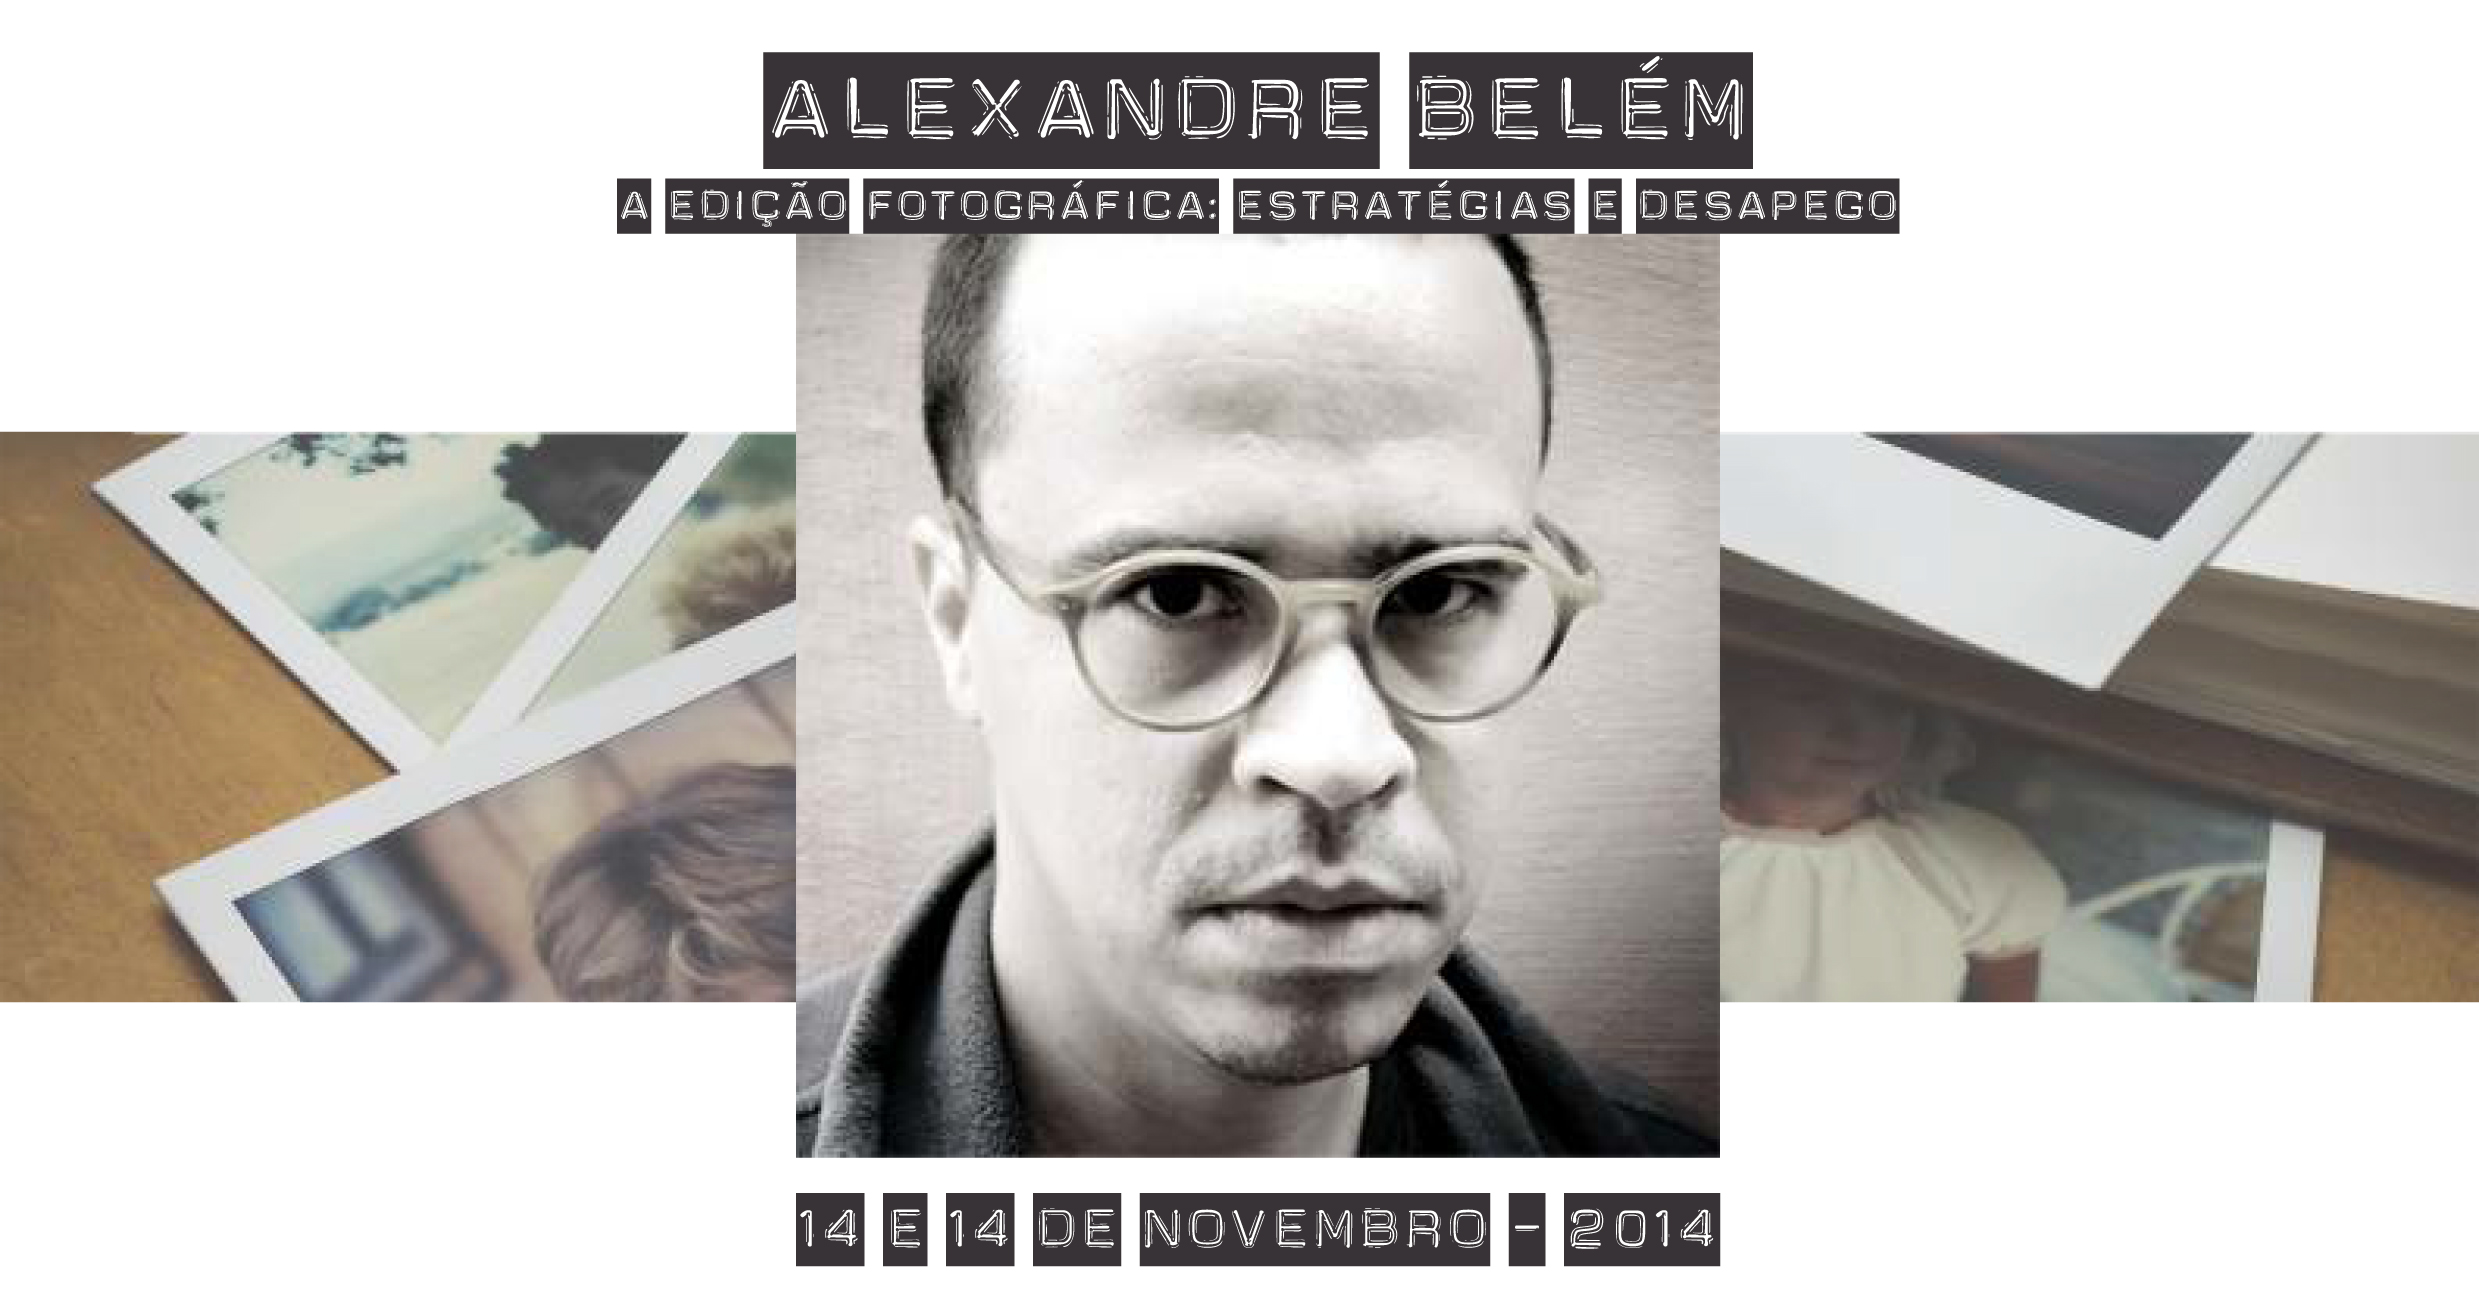 ALEXANDRE BELÉM
A EDIÇÃO FOTOGRÁFICA: ESTRATÉGIAS E DESAPEGO
14 E 14 DE NOVEMBRO - 2014